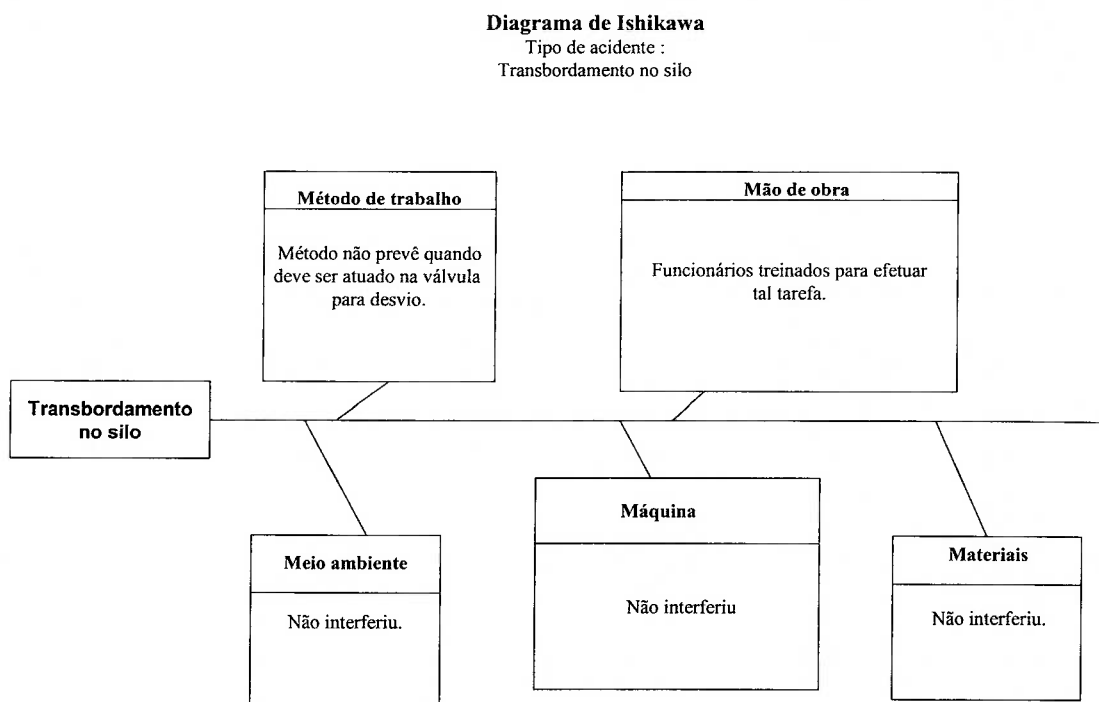 Diagrama de Ishikawa
Tipo de acidente :
Transbordamento no silo
Método de trabalho
Método não prevê quando
deve ser atuado na válvula
para desvio.
Mão de obra
Funcionários treinados para efetuar
tal tarefa.
Transbordamento
no silo
Meio ambiente
Não interferiu.
Máquina
Não interferiu
Materiais
Não interferiu.